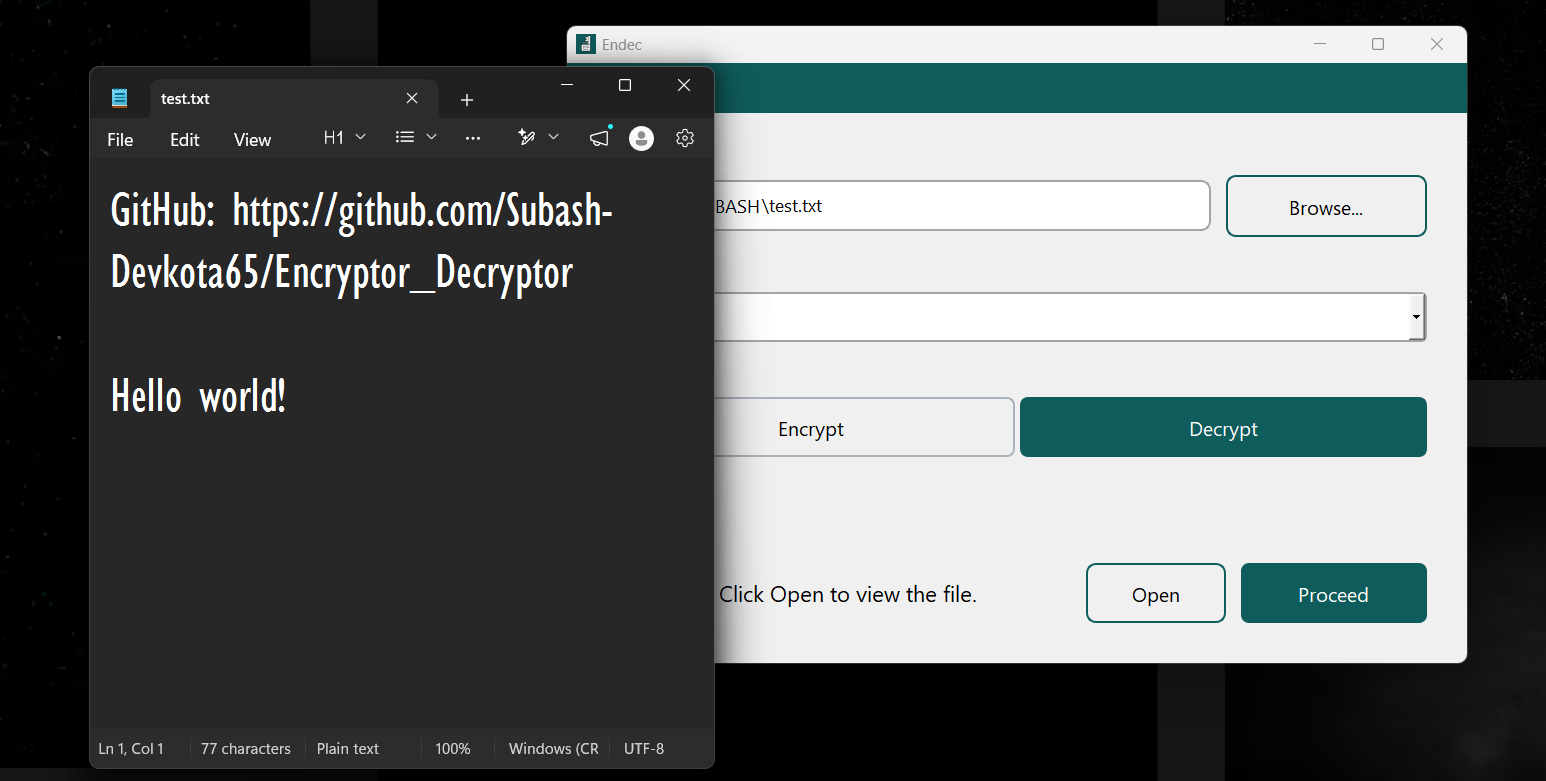 Endec
test.txt
File Edit View H1
GitHub: https://github.com/Subash-
Devkota65/Encryptor_Decryptor
Hello world!
Ln 1, Col 1 77 characters Plain text 100% Windows (CR UTF-8
BASH\test.txt
Browse...
Encrypt
Decrypt
Click Open to view the file.
Open
Proceed